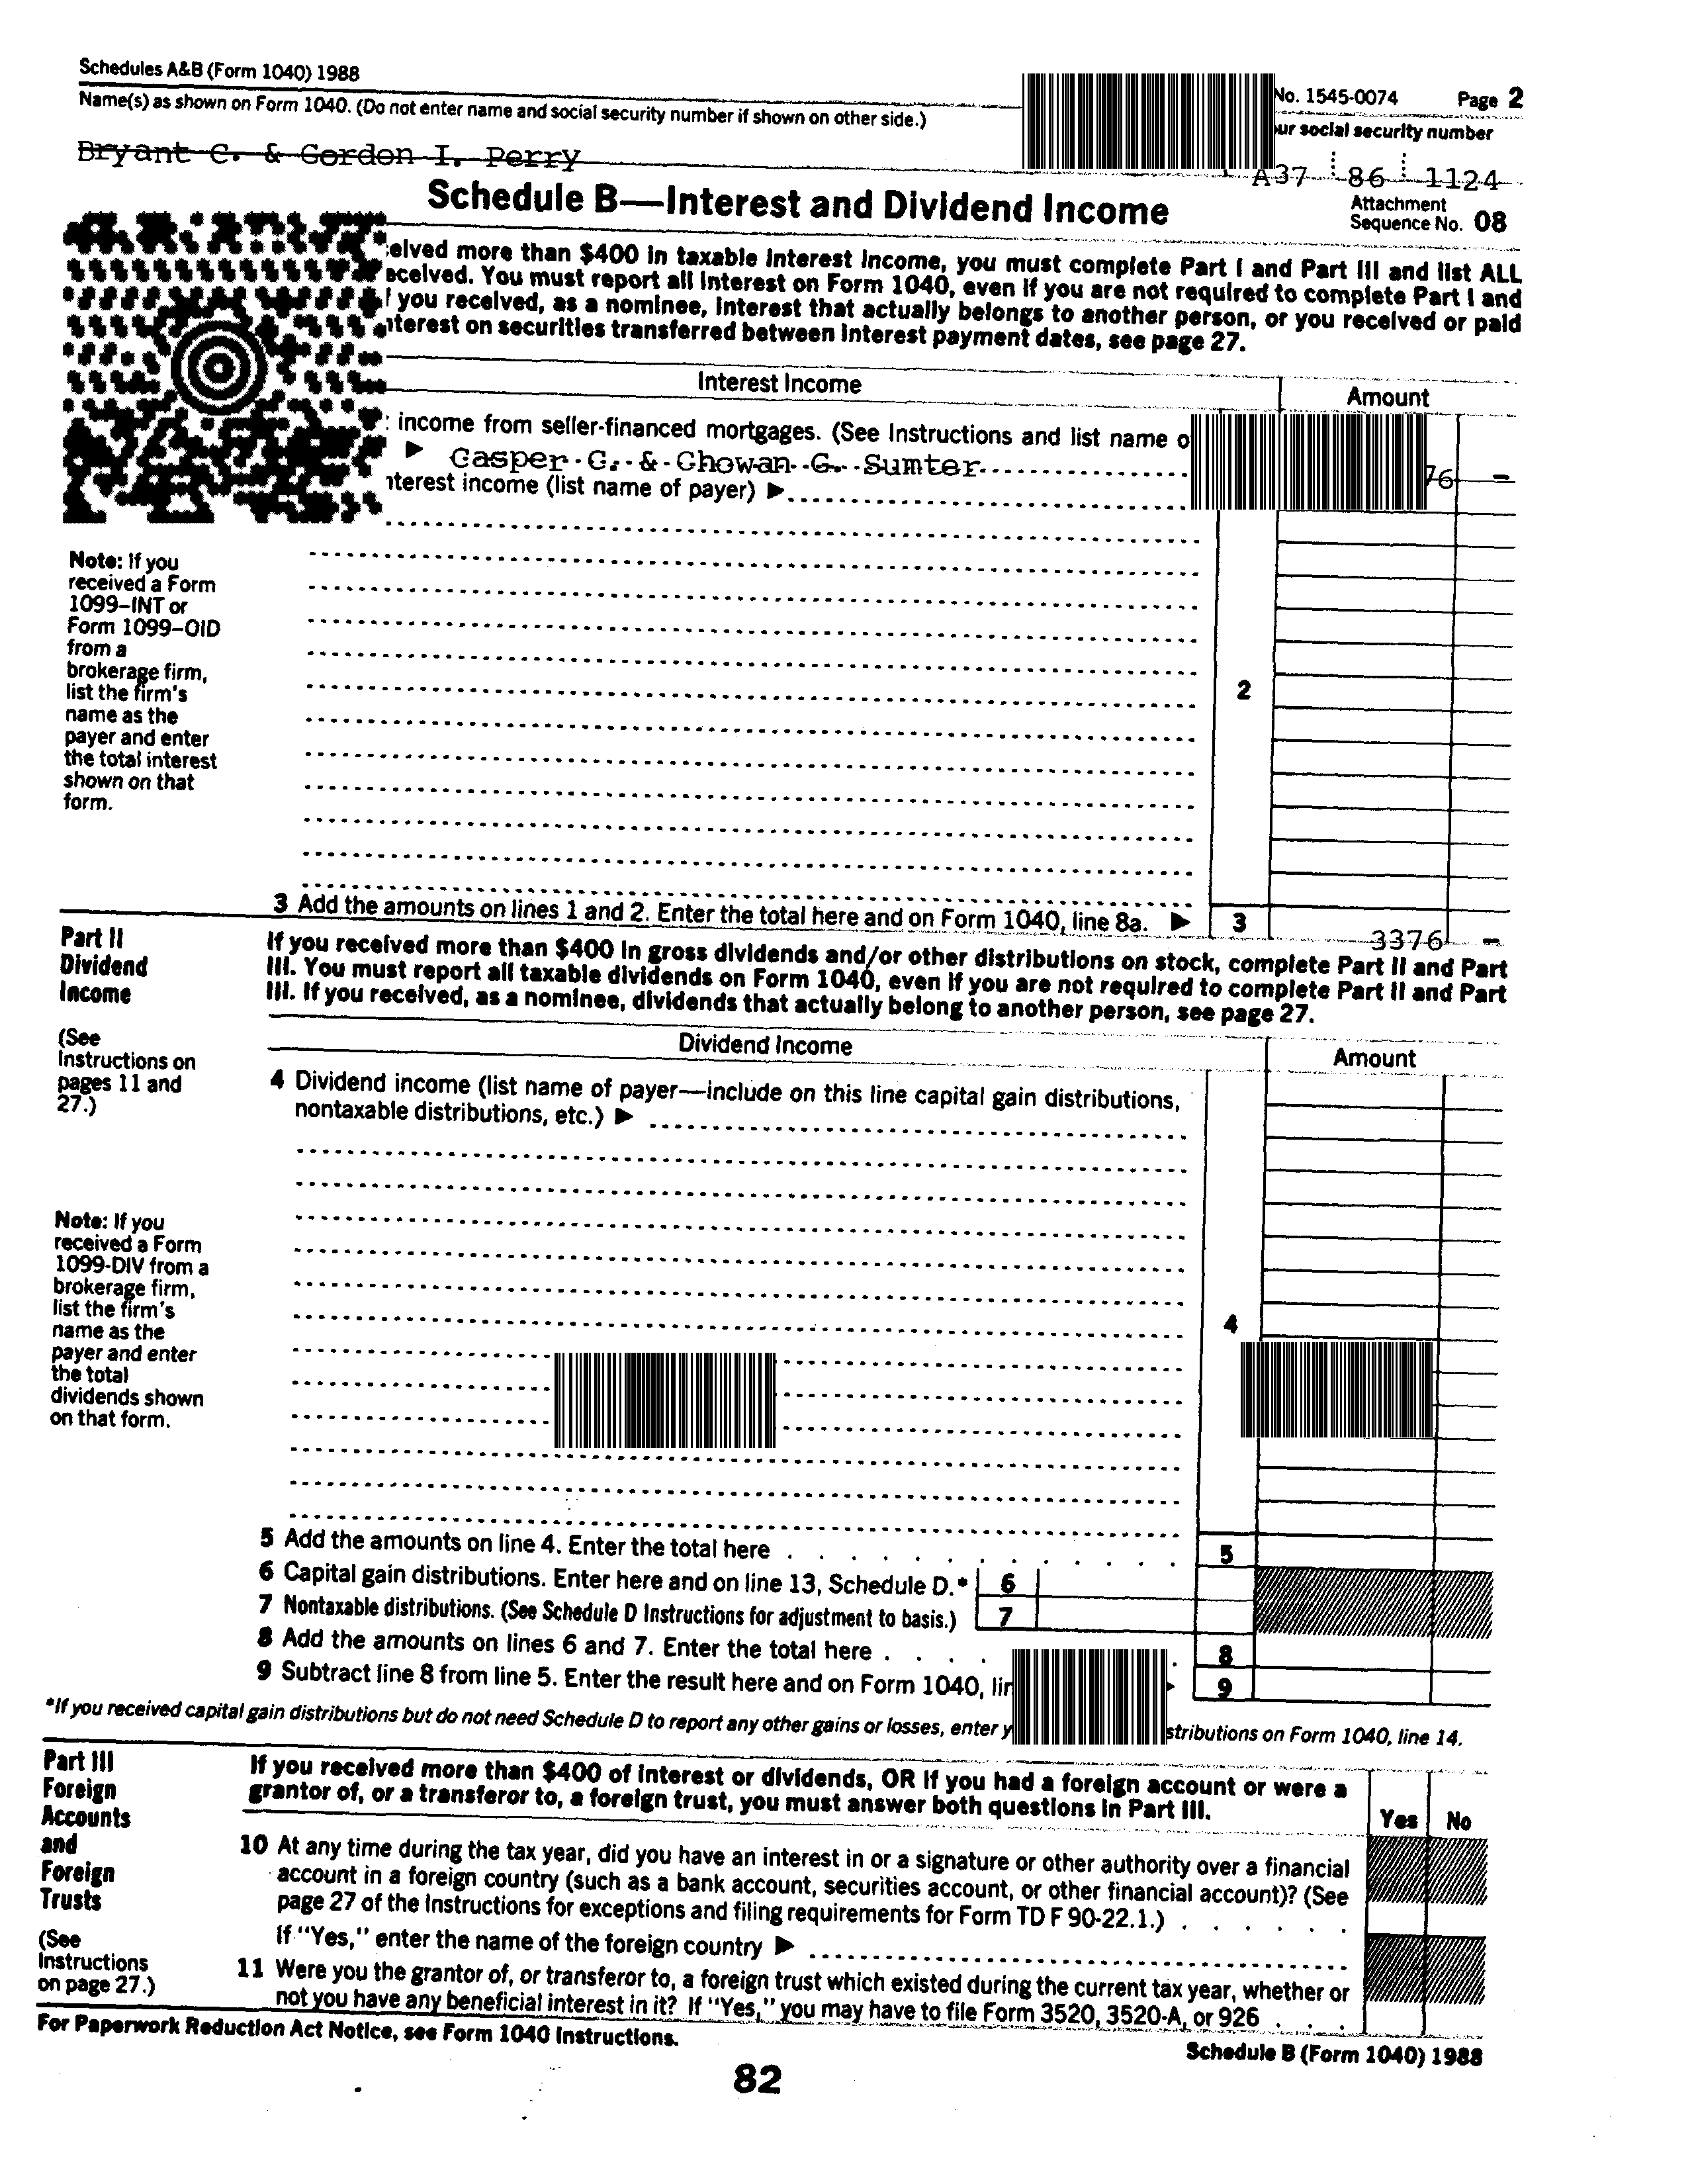 Schedules A&B (Form 1040) 1988
No. 1545-0074 Page 2
Name(s) as shown on Form 1040. (Do not enter name and social security number if shown on other side.)
social security number
Bryant C. & Gordon I. Perry
A37 86 1124
Schedule B—Interest and Dividend Income
Attachment
Sequence No. 08
more than $400 in taxable interest income, you must complete Part I and Part III and list ALL
You must report all interest on Form 1040, even if you are not required to complete Part I and
you received, as a nominee, interest that actually belongs to another person, or you received or paid
on securities transferred between interest payment dates, see page 27.
Interest Income
Amount
income from seller-financed mortgages. (See Instructions and list name
▶ Casper C. & Chowan G. Sumter
76 —
income (list name of payer) ▶
Note: If you
received a Form
1099–INT or
Form 1099–OID
from a
brokerage firm,
list the firm's
name as the
payer and enter
the total interest
shown on that
form.
2
3 Add the amounts on lines 1 and 2. Enter the total here and on Form 1040, line 8a. ▶ 3
3376 —
Part II
Dividend
Income
If you received more than $400 in gross dividends and/or other distributions on stock, complete Part II and Part
III. You must report all taxable dividends on Form 1040, even if you are not required to complete Part II and Part
III. If you received, as a nominee, dividends that actually belong to another person, see page 27.
(See
Instructions on
pages 11 and
27.)
Dividend Income
Amount
4 Dividend income (list name of payer—include on this line capital gain distributions,
nontaxable distributions, etc.) ▶
Note: If you
received a Form
1099-DIV from a
brokerage firm,
list the firm's
name as the
payer and enter
the total
dividends shown
on that form.
4
5 Add the amounts on line 4. Enter the total here . . . . . . . . . . . . 5
6 Capital gain distributions. Enter here and on line 13, Schedule D.* 6
7 Nontaxable distributions. (See Schedule D Instructions for adjustment to basis.) 7
8 Add the amounts on lines 6 and 7. Enter the total here . . . . 8
9 Subtract line 8 from line 5. Enter the result here and on Form 1040, 9
*If you received capital gain distributions but do not need Schedule D to report any other gains or losses, enter
on Form 1040, line 14.
Part III
Foreign
Accounts
and
Foreign
Trusts
If you received more than $400 of interest or dividends, OR if you had a foreign account or were a
grantor of, or a transferor to, a foreign trust, you must answer both questions in Part III.
Yes No
10 At any time during the tax year, did you have an interest in or a signature or other authority over a financial
account in a foreign country (such as a bank account, securities account, or other financial account)? (See
page 27 of the Instructions for exceptions and filing requirements for Form TD F 90-22.1.) . . . . . .
If "Yes," enter the name of the foreign country ▶
(See
Instructions
on page 27.)
11 Were you the grantor of, or transferor to, a foreign trust which existed during the current tax year, whether or
not you have any beneficial interest in it? If "Yes," you may have to file Form 3520, 3520-A, or 926 . . .
For Paperwork Reduction Act Notice, see Form 1040 Instructions.
Schedule B (Form 1040) 1988
82